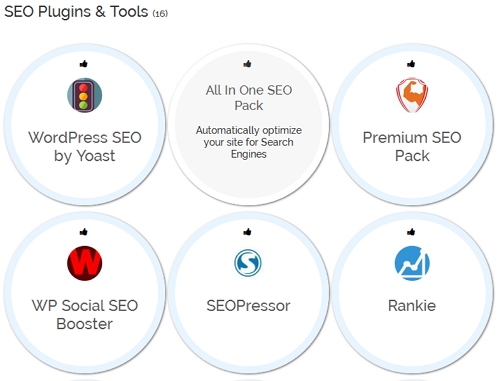 SEO Plugins & Tools (16)
WordPress SEO
by Yoast
All In One SEO
Pack
Automatically optimize
your site for Search
Engines
Premium SEO
Pack
W
WP Social SEO
Booster
S
SEOPressor
Rankie